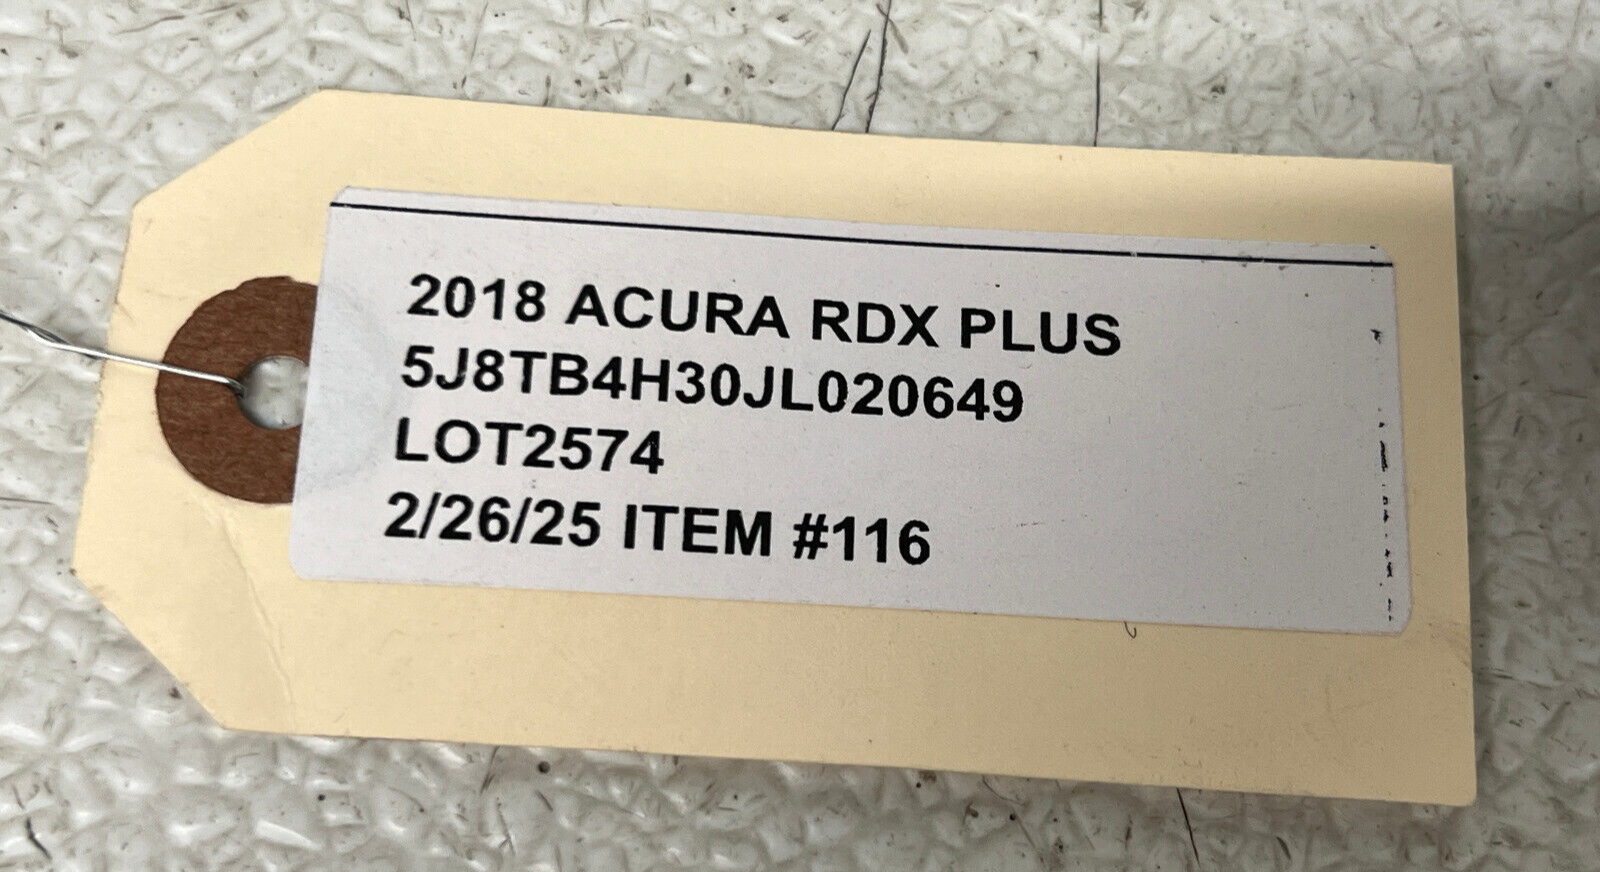 2018 ACURA RDX PLUS
5J8TB4H30JL020649
LOT2574
2/26/25 ITEM #116